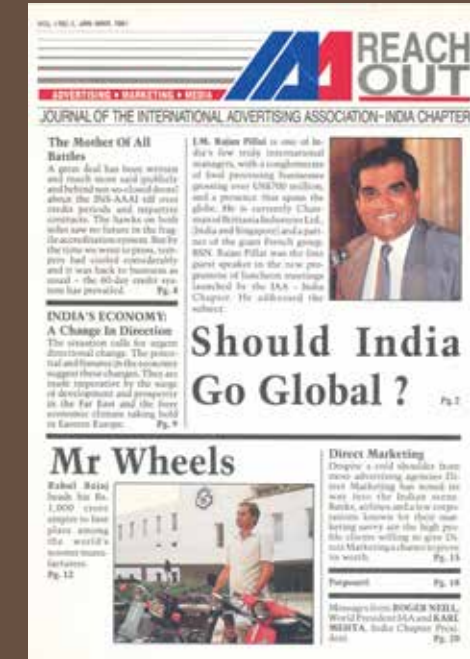 VOL. 1 NO. 1, JAN-MAR, 1991
IAA
REACH
OUT
ADVERTISING • MARKETING • MEDIA
JOURNAL OF THE INTERNATIONAL ADVERTISING ASSOCIATION-INDIA CHAPTER
The Mother Of All
Battles
A great deal has been written
and much more said (publicly
and behind not-so-closed doors)
about the INS-AAAI tiff over
credit periods and
contracts. The hawks on both
sides saw no future in the frag-
ile accreditation system. But by
the time we went to press, tem-
pers had cooled considerably
and it was back to business as
usual - the 60-day credit sys-
tem has prevailed. Pg. 4
INDIA'S ECONOMY:
A Change In Direction
The situation calls for urgent
directional change. The poten-
tial and in the economy
suggest these changes. They are
made imperative by the surge
of development and prosperity
in the Far East and the
economic climate taking hold
in Eastern Europe. Pg. 9
J.M. Rajan Pillai is one of In-
dia's few truly international
managers, with a conglomerate
of food processing businesses
grossing over US$700 million,
and a presence that spans the
globe. He is currently Chair-
man of Britannia Industries Ltd.,
(India and Singapore) and a part-
ner of the giant French group,
BSN. Rajan Pillai was the first
guest speaker in the new pro-
gramme of luncheon meetings
launched by the IAA - India
Chapter. He addressed the
subject:
Should India
Go Global ?
Pg. 2
Mr Wheels
Rahul Bajaj
heads his Rs.
1,000 crore
empire to
place among
the world's
scooter manu-
facturers.
Pg. 12
Direct Marketing
Despite a cold shoulder from
most advertising agencies Di-
rect Marketing has nosed its
way into the Indian scene.
Banks, airlines and a few corpo-
rations known for their mar-
keting savvy are the high pro-
file clients willing to give Di-
rect Marketing a chance to prove
its worth. Pg. 15
Potpourri Pg. 18
Messages from ROGER NEILL,
World President IAA and KARL
MEHTA, India Chapter Presi-
dent. Pg. 20